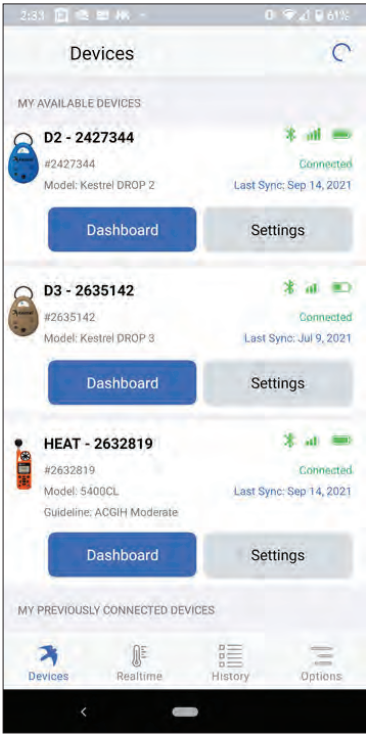 2:33 61%
Devices
MY AVAILABLE DEVICES
D2 - 2427344
#2427344 Connected
Model: Kestrel DROP 2 Last Sync: Sep 14, 2021
Dashboard Settings
D3 - 2635142
#2635142 Connected
Model: Kestrel DROP 3 Last Sync: Jul 9, 2021
Dashboard Settings
HEAT - 2632819
#2632819 Connected
Model: 5400CL Last Sync: Sep 14, 2021
Guideline: ACGIH Moderate
Dashboard Settings
MY PREVIOUSLY CONNECTED DEVICES
Devices Realtime History Options